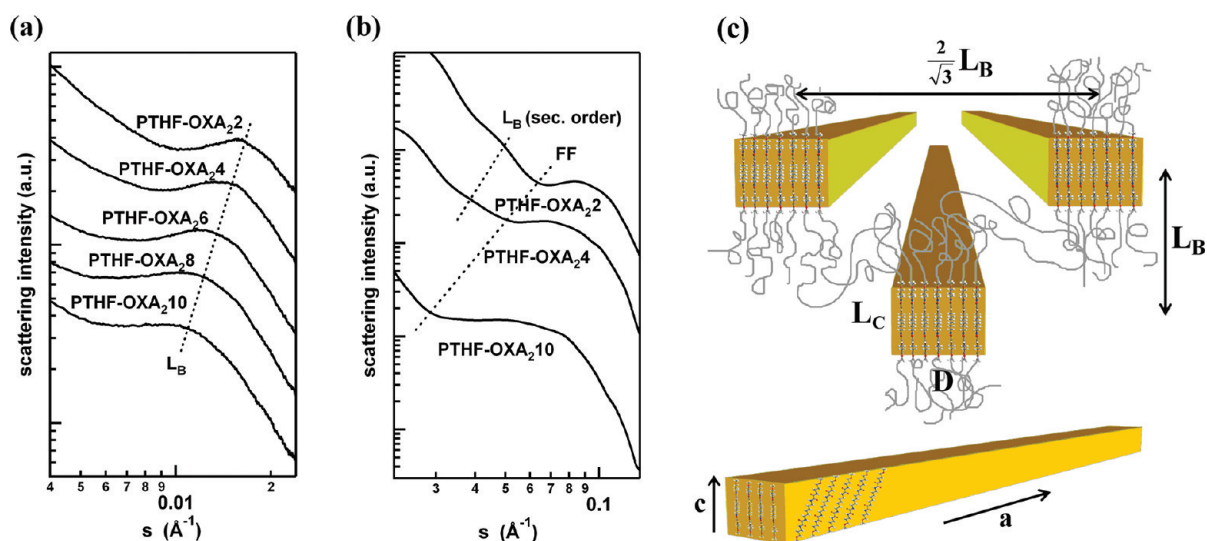 (a)
scattering intensity (a.u.)
PTHF-OXA₂2
PTHF-OXA₂4
PTHF-OXA₂6
PTHF-OXA₂8
PTHF-OXA₂10
L_B
4 5 6 7 8 9 0.01 2
s (Å⁻¹)
(b)
scattering intensity (a.u.)
L_B (sec. order)
FF
PTHF-OXA₂2
PTHF-OXA₂4
PTHF-OXA₂10
3 4 5 6 7 8 9 0.1
s (Å⁻¹)
(c)
2/√3 L_B
L_B
L_C
D
c
a